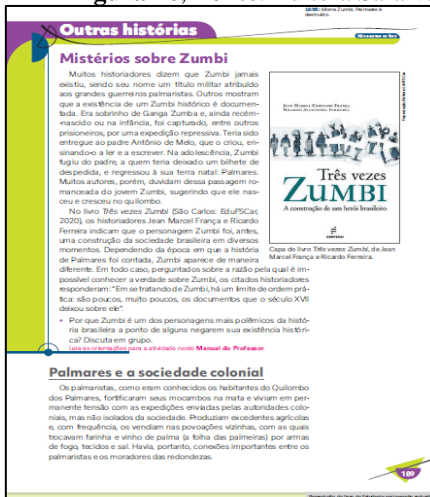 1695: Morre Zumbi. Palmares é
destruído.
Outras histórias
Mistérios sobre Zumbi
Muitos historiadores dizem que Zumbi jamais
existiu, sendo seu nome um título militar atribuído
aos grandes guerreiros palmaristas. Outros mostram
que a existência de um Zumbi histórico é documen-
tada. Era sobrinho de Ganga Zumba e, ainda recém-
-nascido ou na infância, foi capturado, entre outros
prisioneiros, por uma expedição repressiva. Teria sido
entregue ao padre Antônio de Melo, que o criou, en-
sinando-o a ler e a escrever. Na adolescência, Zumbi
fugiu do padre, a quem teria deixado um bilhete de
despedida, e regressou à sua terra natal: Palmares.
Muitos autores, porém, duvidam dessa passagem ro-
manceada do jovem Zumbi, sugerindo que ele nas-
ceu e cresceu no quilombo.
No livro Três vezes Zumbi (São Carlos: EduFSCar,
2020), os historiadores Jean Marcel França e Ricardo
Ferreira indicam que o personagem Zumbi foi, antes,
uma construção da sociedade brasileira em diversos
momentos. Dependendo da época em que a história
de Palmares foi contada, Zumbi aparece de maneira
diferente. Em todo caso, perguntados sobre a razão pela qual é im-
possível conhecer a verdade sobre Zumbi, os citados historiadores
responderam: "Em se tratando de Zumbi, há um limite de ordem prá-
tica: são poucos, muito poucos, os documentos que o século XVII
deixou sobre ele".
• Por que Zumbi é um dos personagens mais polêmicos da histó-
ria brasileira a ponto de alguns negarem sua existência históri-
ca? Discuta em grupo.
Leia as orientações para a atividade neste Manual do Professor.
Jean Marcel Carvalho França
Ricardo Alexandre Ferreira
Três vezes
ZUMBI
A construção de um herói brasileiro
Capa do livro Três vezes Zumbi, de Jean
Marcel França e Ricardo Ferreira.
Palmares e a sociedade colonial
Os palmaristas, como eram conhecidos os habitantes do Quilombo
dos Palmares, fortificaram seus mocambos na mata e viviam em per-
manente tensão com as expedições enviadas pelas autoridades colo-
niais, mas não isolados da sociedade. Produziam excedentes agrícolas
e, com frequência, os vendiam nas povoações vizinhas, com as quais
trocavam farinha e vinho de palma (a folha das palmeiras) por armas
de fogo, tecidos e sal. Havia, portanto, conexões importantes entre os
palmaristas e os moradores das redondezas.
189